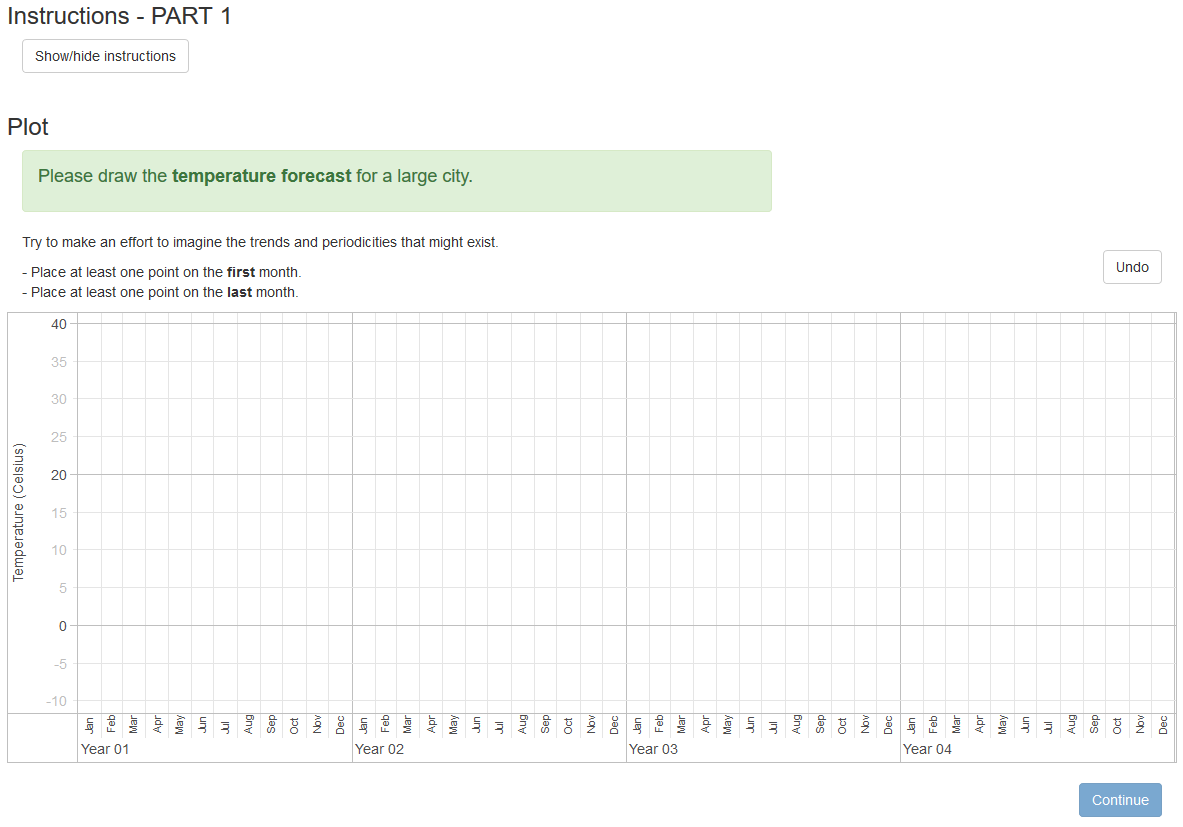 Instructions - PART 1
Show/hide instructions
Plot
Please draw the temperature forecast for a large city.
Try to make an effort to imagine the trends and periodicities that might exist.
- Place at least one point on the first month.
- Place at least one point on the last month.
Undo
Temperature (Celsius)
40
35
30
25
20
15
10
5
0
-5
-10
Jan Feb Mar Apr May Jun Jul Aug Sep Oct Nov Dec Jan Feb Mar Apr May Jun Jul Aug Sep Oct Nov Dec Jan Feb Mar Apr May Jun Jul Aug Sep Oct Nov Dec Jan Feb Mar Apr May Jun Jul Aug Sep Oct Nov Dec
Year 01 Year 02 Year 03 Year 04
Continue